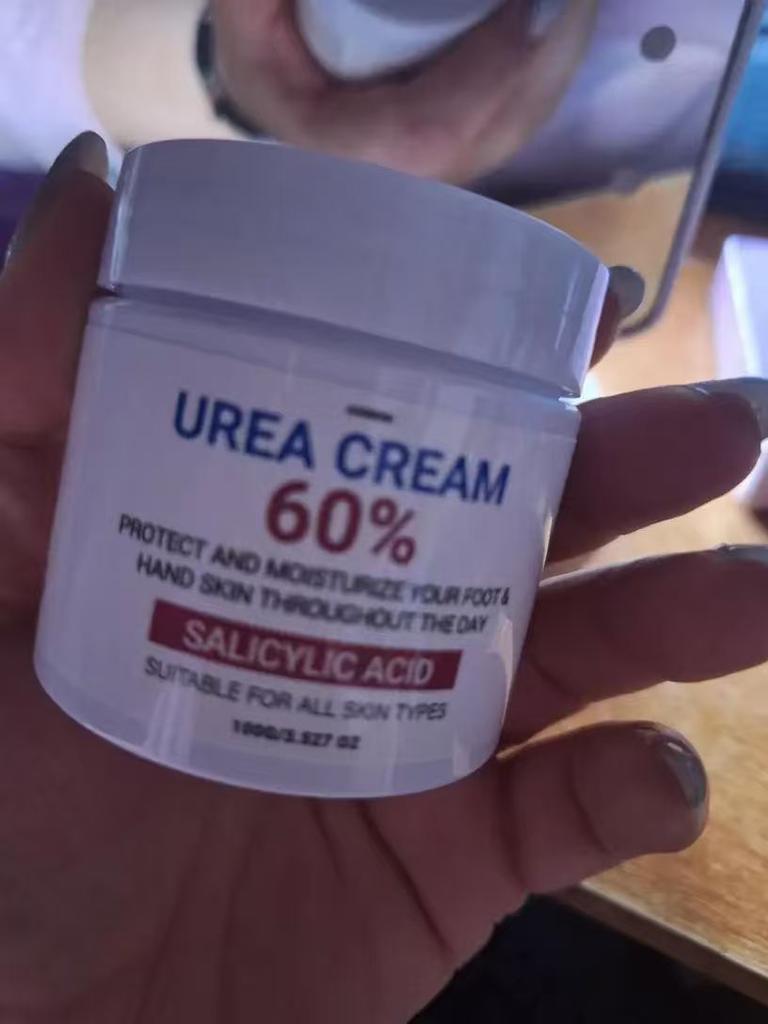 UREA CREAM
60%
PROTECT AND MOISTURIZE YOUR FOOT &
HAND SKIN THROUGHOUT THE DAY
SALICYLIC ACID
SUITABLE FOR ALL SKIN TYPES
100G/3.527 OZ